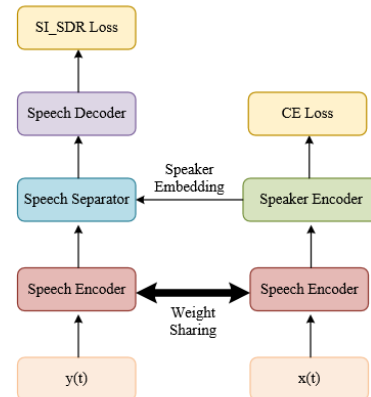 SI_SDR Loss
Speech Decoder
CE Loss
Speaker
Embedding
Speech Separator
Speaker Encoder
Speech Encoder
Speech Encoder
Weight
Sharing
y(t)
x(t)